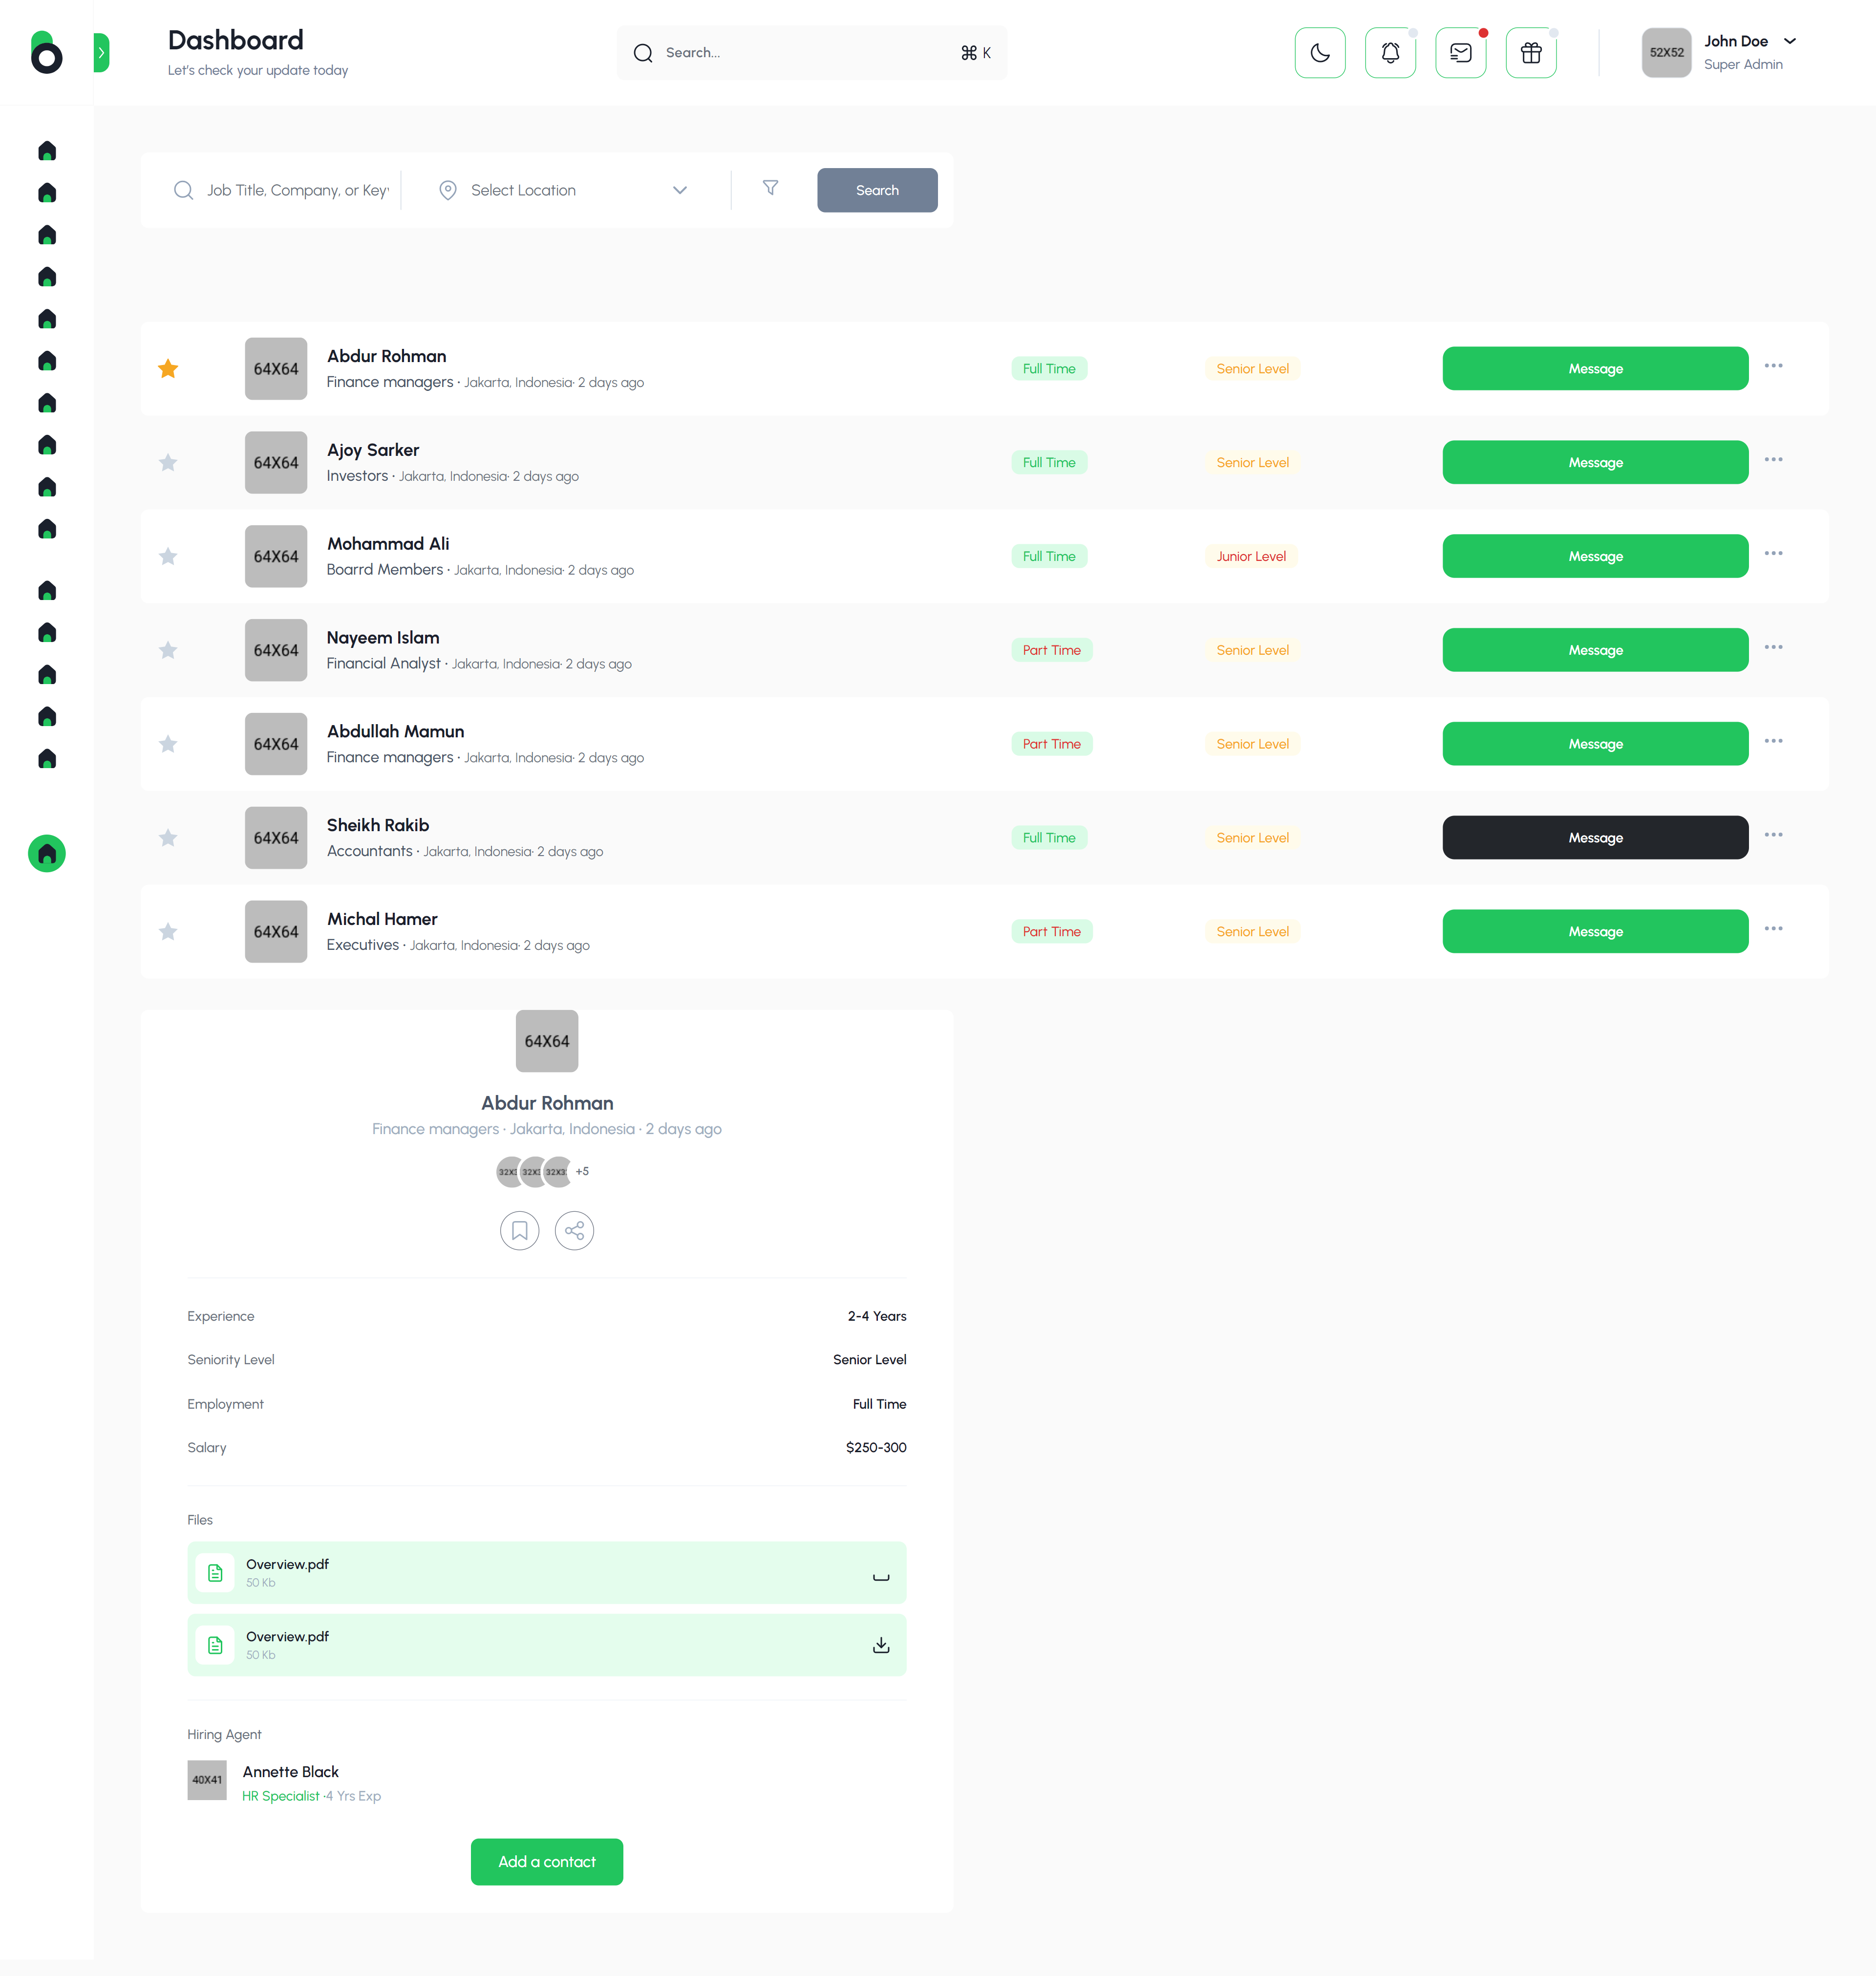 Dashboard
Let's check your update today
Search...
⌘ K
52X52
John Doe
Super Admin
Job Title, Company, or Key
Select Location
Search
64X64
Abdur Rohman
Finance managers · Jakarta, Indonesia· 2 days ago
Full Time
Senior Level
Message
64X64
Ajoy Sarker
Investors · Jakarta, Indonesia· 2 days ago
Full Time
Senior Level
Message
64X64
Mohammad Ali
Boarrd Members · Jakarta, Indonesia· 2 days ago
Full Time
Junior Level
Message
64X64
Nayeem Islam
Financial Analyst · Jakarta, Indonesia· 2 days ago
Part Time
Senior Level
Message
64X64
Abdullah Mamun
Finance managers · Jakarta, Indonesia· 2 days ago
Part Time
Senior Level
Message
64X64
Sheikh Rakib
Accountants · Jakarta, Indonesia· 2 days ago
Full Time
Senior Level
Message
64X64
Michal Hamer
Executives · Jakarta, Indonesia· 2 days ago
Part Time
Senior Level
Message
64X64
Abdur Rohman
Finance managers · Jakarta, Indonesia · 2 days ago
32X3 32X3 32X3 +5
Experience
2-4 Years
Seniority Level
Senior Level
Employment
Full Time
Salary
$250-300
Files
Overview.pdf
50 Kb
Overview.pdf
50 Kb
Hiring Agent
40X41
Annette Black
HR Specialist ·4 Yrs Exp
Add a contact